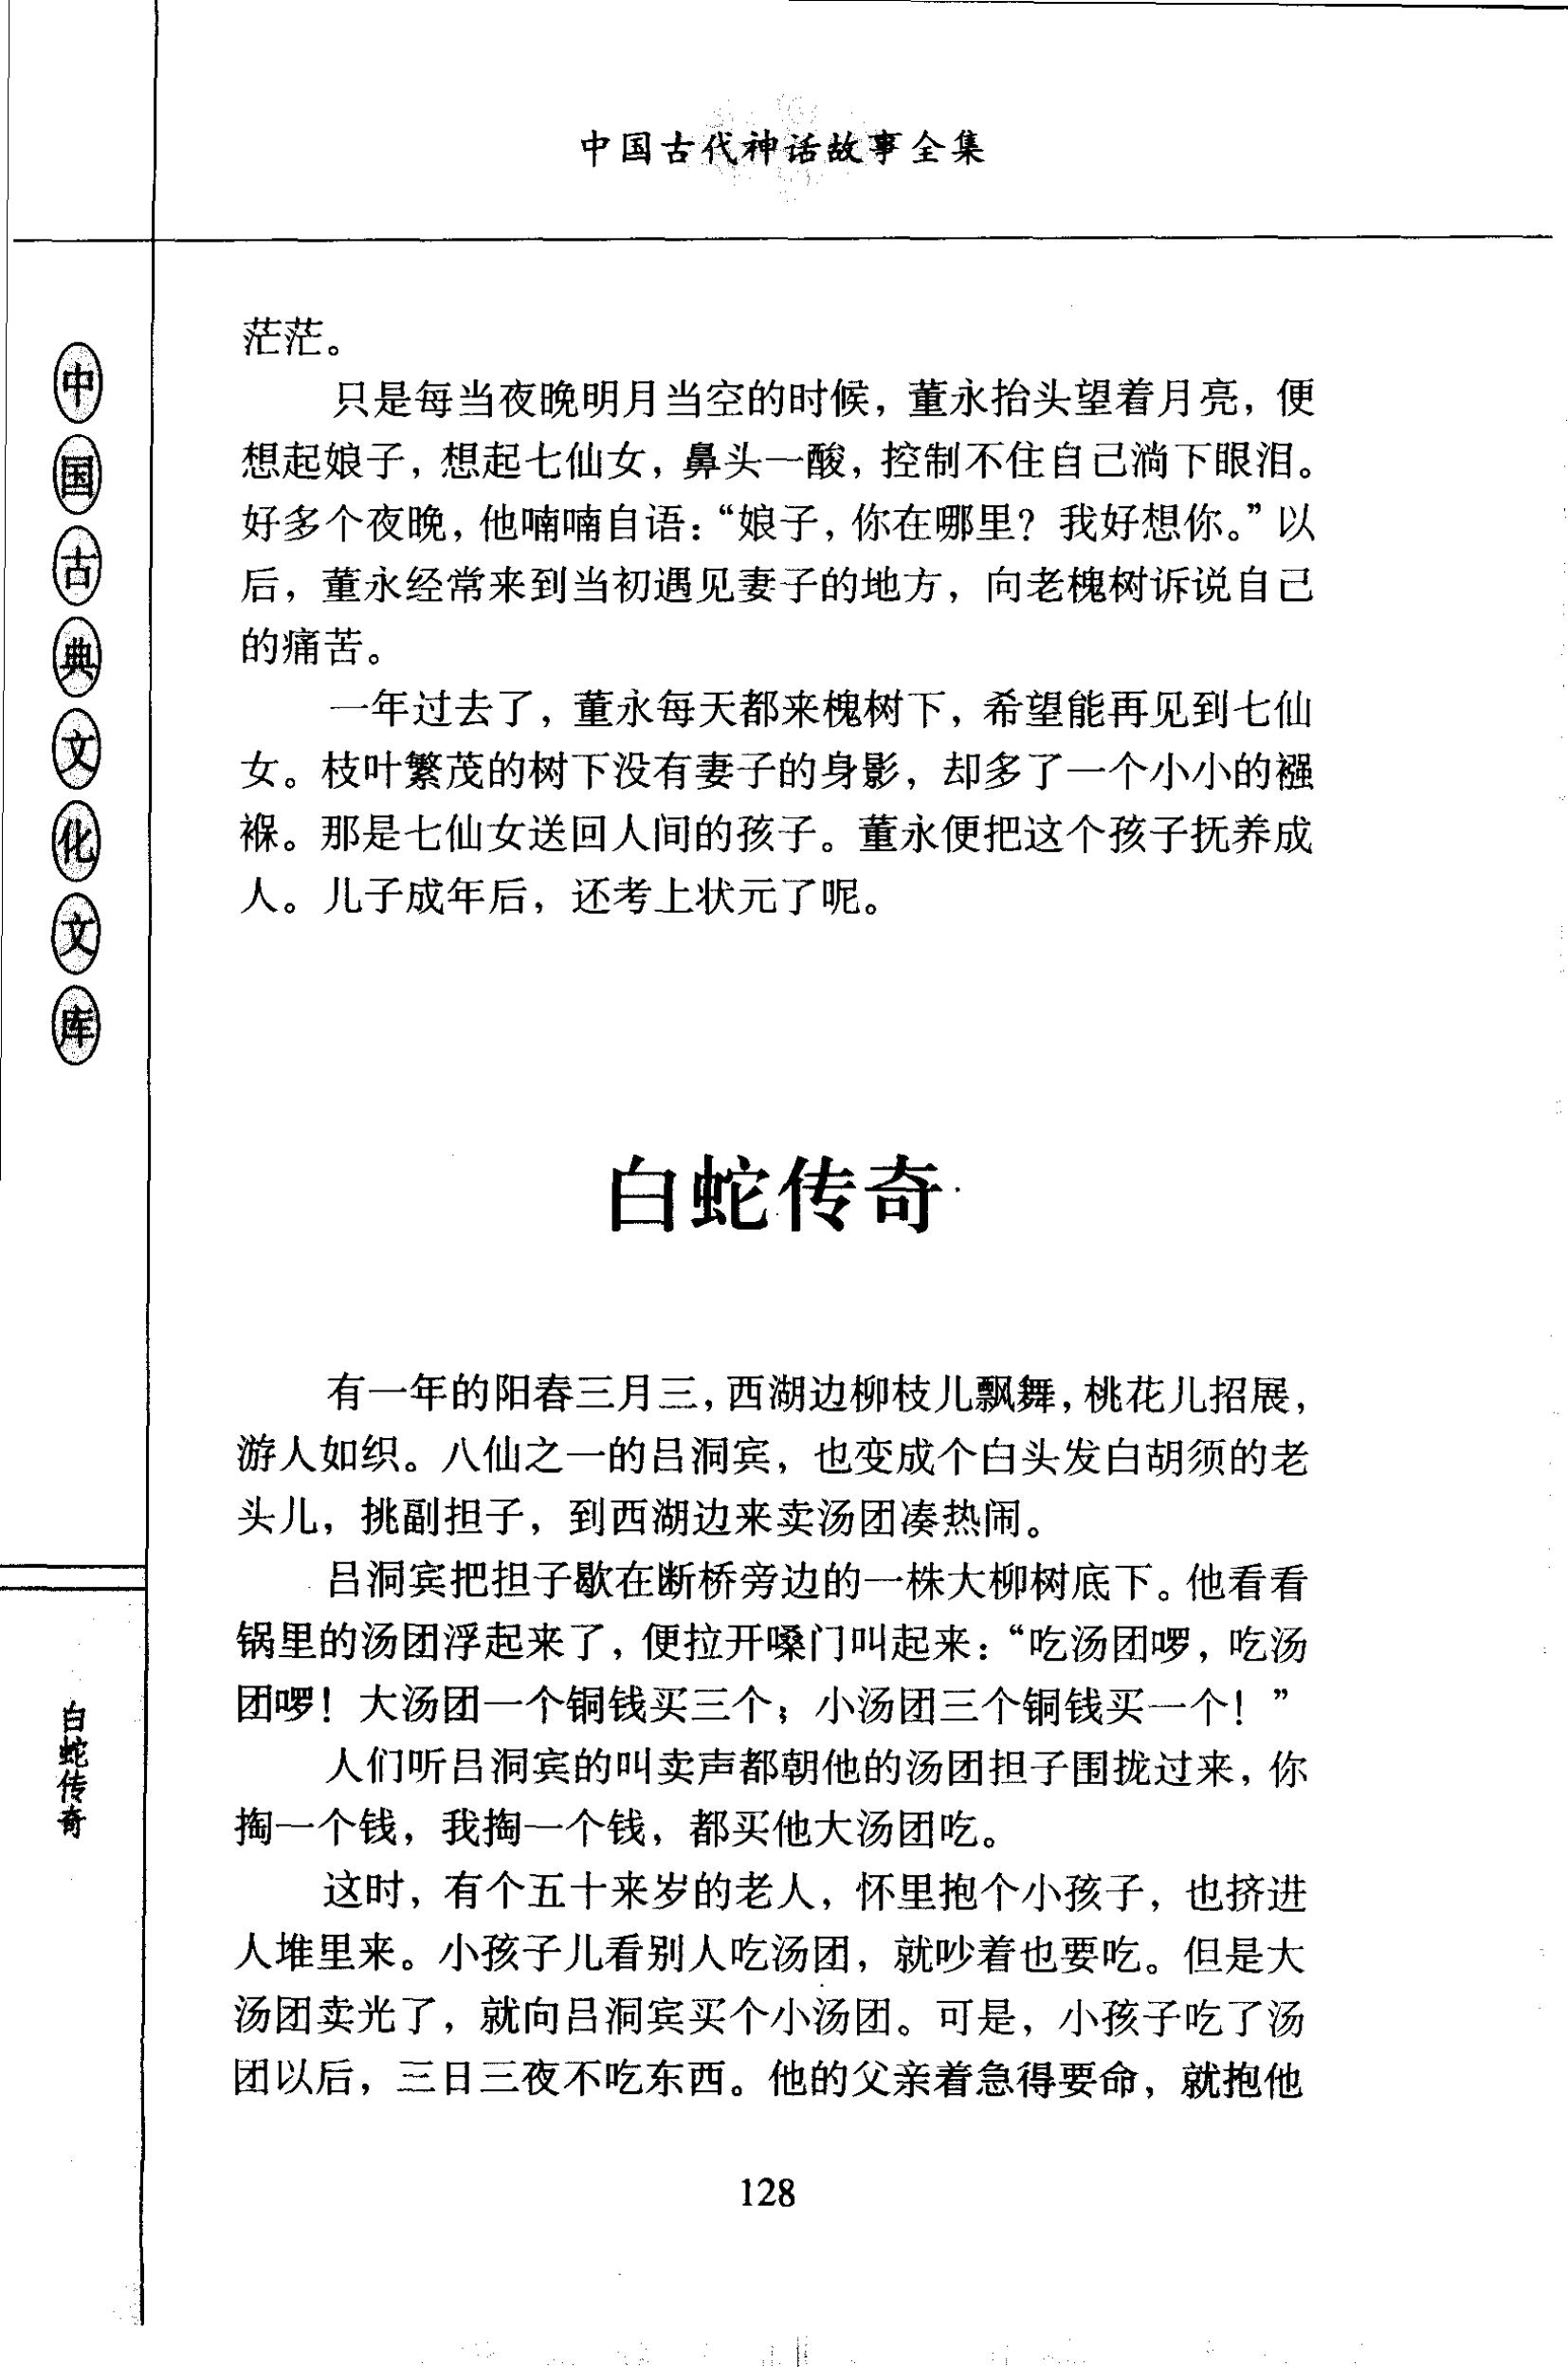 中国古代神话故事全集
中国古典文化文库
白蛇传奇
茫茫。
只是每当夜晚明月当空的时候，董永抬头望着月亮，便
想起娘子，想起七仙女，鼻头一酸，控制不住自己淌下眼泪。
好多个夜晚，他喃喃自语：“娘子，你在哪里？我好想你。”以
后，董永经常来到当初遇见妻子的地方，向老槐树诉说自己
的痛苦。
一年过去了，董永每天都来槐树下，希望能再见到七仙
女。枝叶繁茂的树下没有妻子的身影，却多了一个小小的襁
褓。那是七仙女送回人间的孩子。董永便把这个孩子抚养成
人。儿子成年后，还考上状元了呢。
白蛇传奇
有一年的阳春三月三，西湖边柳枝儿飘舞，桃花儿招展，
游人如织。八仙之一的吕洞宾，也变成个白头发白胡须的老
头儿，挑副担子，到西湖边来卖汤团凑热闹。
吕洞宾把担子歇在断桥旁边的一株大柳树底下。他看看
锅里的汤团浮起来了，便拉开嗓门叫起来：“吃汤团啰，吃汤
团啰！大汤团一个铜钱买三个；小汤团三个铜钱买一个！”
人们听吕洞宾的叫卖声都朝他的汤团担子围拢过来，你
掏一个钱，我掏一个钱，都买他大汤团吃。
这时，有个五十来岁的老人，怀里抱个小孩子，也挤进
人堆里来。小孩子儿看别人吃汤团，就吵着也要吃。但是大
汤团卖光了，就向吕洞宾买个小汤团。可是，小孩子吃了汤
团以后，三日三夜不吃东西。他的父亲着急得要命，就抱他
128